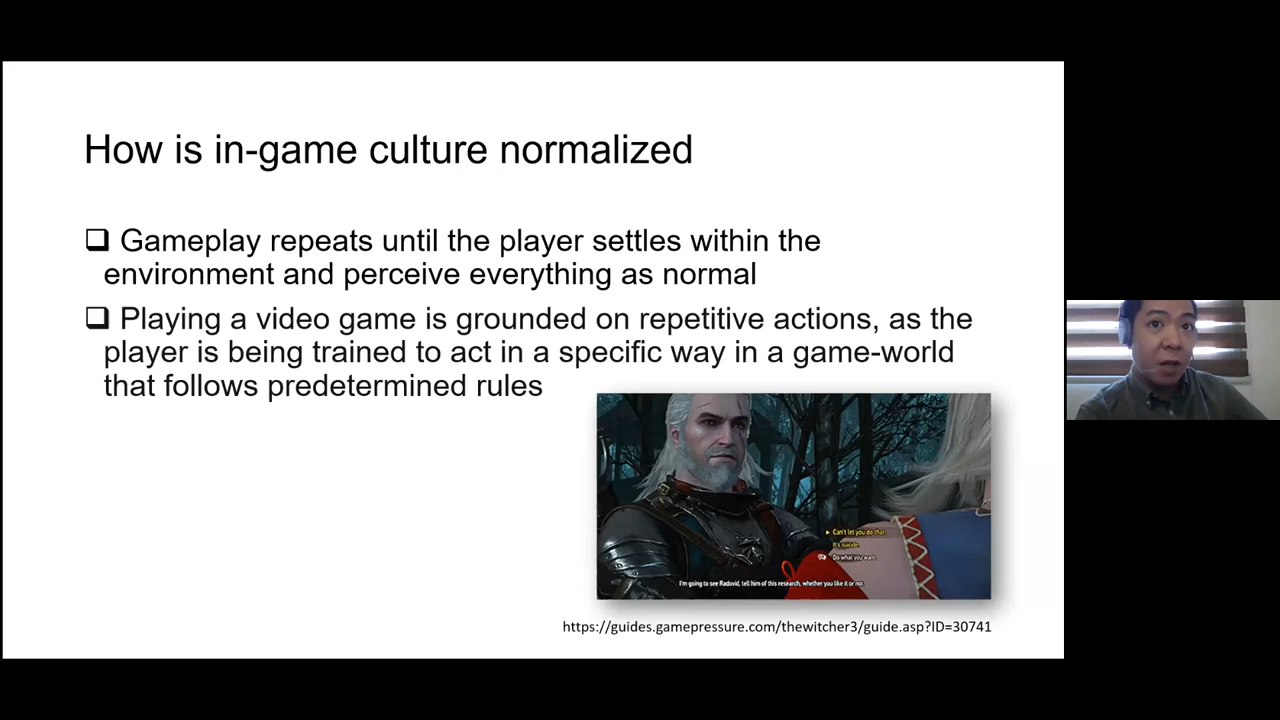 How is in-game culture normalized
Gameplay repeats until the player settles within the
environment and perceive everything as normal
Playing a video game is grounded on repetitive actions, as the
player is being trained to act in a specific way in a game-world
that follows predetermined rules
Can't let you do that.
It's suicide.
Do what you want.
I'm going to see Radovid, tell him of this research, whether you like it or not.
https://guides.gamepressure.com/thewitcher3/guide.asp?ID=30741